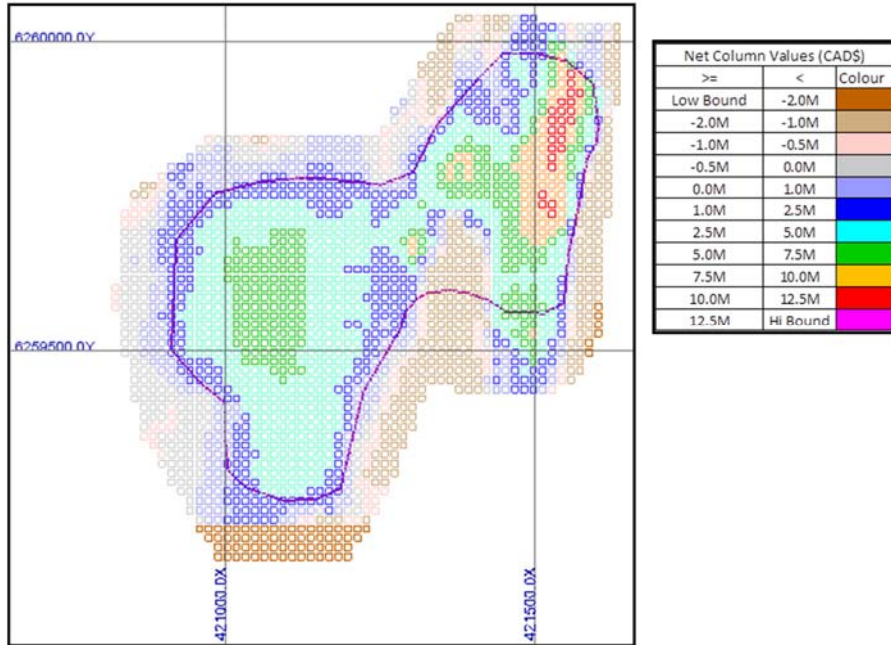 6260000.0Y
6259500.0Y
421000.0X
421500.0X
Net Column Values (CAD$)
>= < Colour
Low Bound -2.0M
-2.0M -1.0M
-1.0M -0.5M
-0.5M 0.0M
0.0M 1.0M
1.0M 2.5M
2.5M 5.0M
5.0M 7.5M
7.5M 10.0M
10.0M 12.5M
12.5M Hi Bound